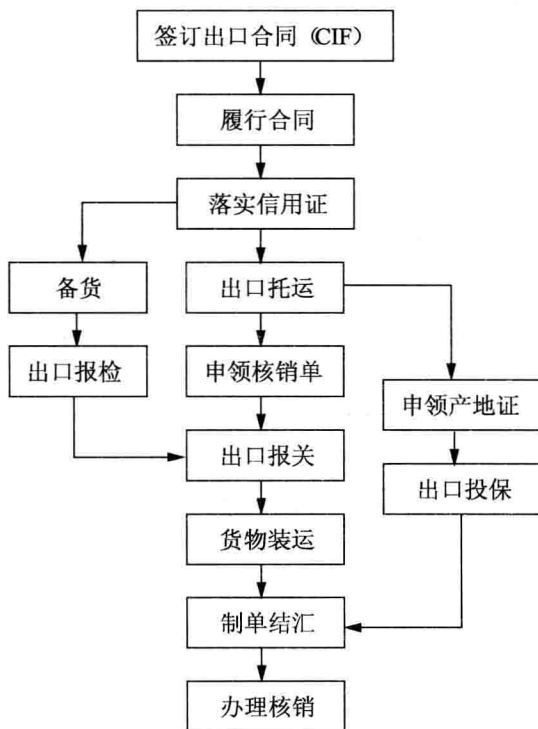 签订出口合同（CIF）
履行合同
落实信用证
备货
出口托运
出口报检
申领核销单
申领产地证
出口报关
出口投保
货物装运
制单结汇
办理核销